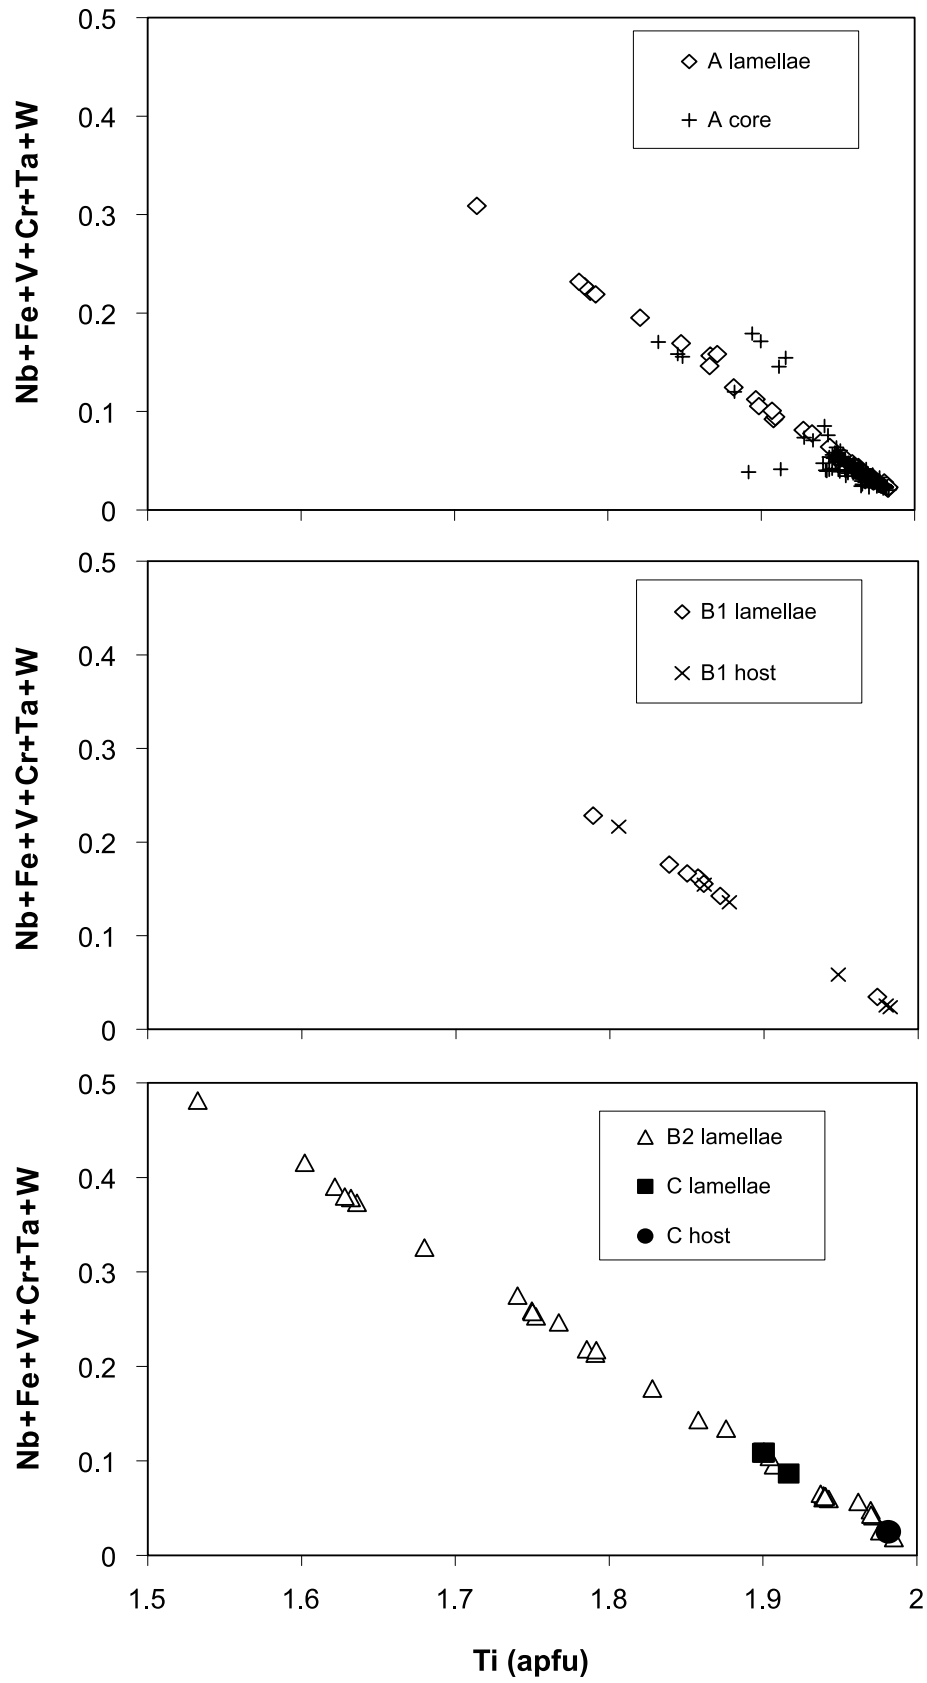 0.5
0.4
0.3
0.2
0.1
0
Nb+Fe+V+Cr+Ta+W
A lamellae
A core
0.5
0.4
0.3
0.2
0.1
0
Nb+Fe+V+Cr+Ta+W
B1 lamellae
B1 host
0.5
0.4
0.3
0.2
0.1
0
Nb+Fe+V+Cr+Ta+W
B2 lamellae
C lamellae
C host
1.5 1.6 1.7 1.8 1.9 2
Ti (apfu)